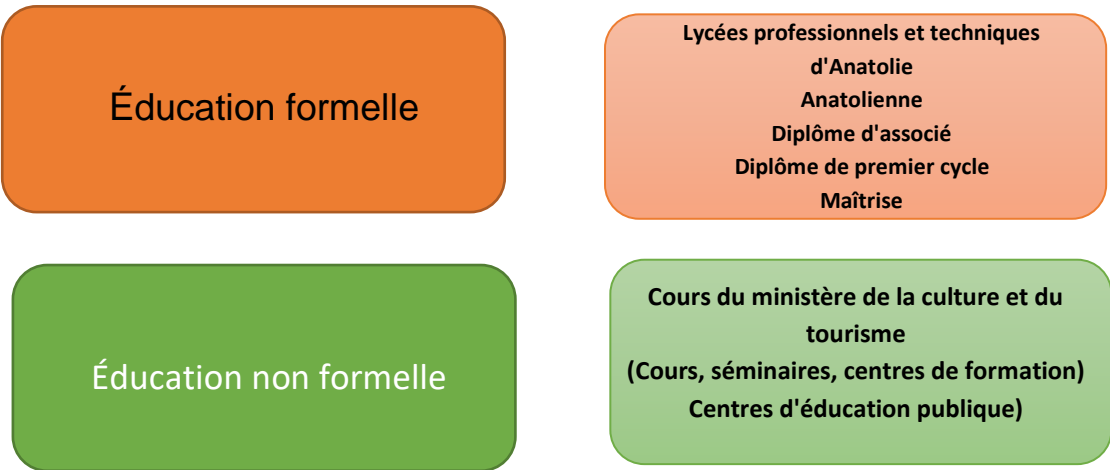 Éducation formelle
Lycées professionnels et techniques
d'Anatolie
Anatolienne
Diplôme d'associé
Diplôme de premier cycle
Maîtrise
Éducation non formelle
Cours du ministère de la culture et du
tourisme
(Cours, séminaires, centres de formation)
Centres d'éducation publique)